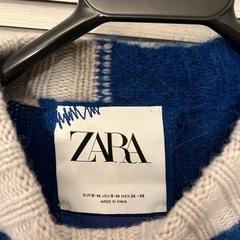 ZARA
EUR S-M USA S-M MEX 26-28
MADE IN CHINA